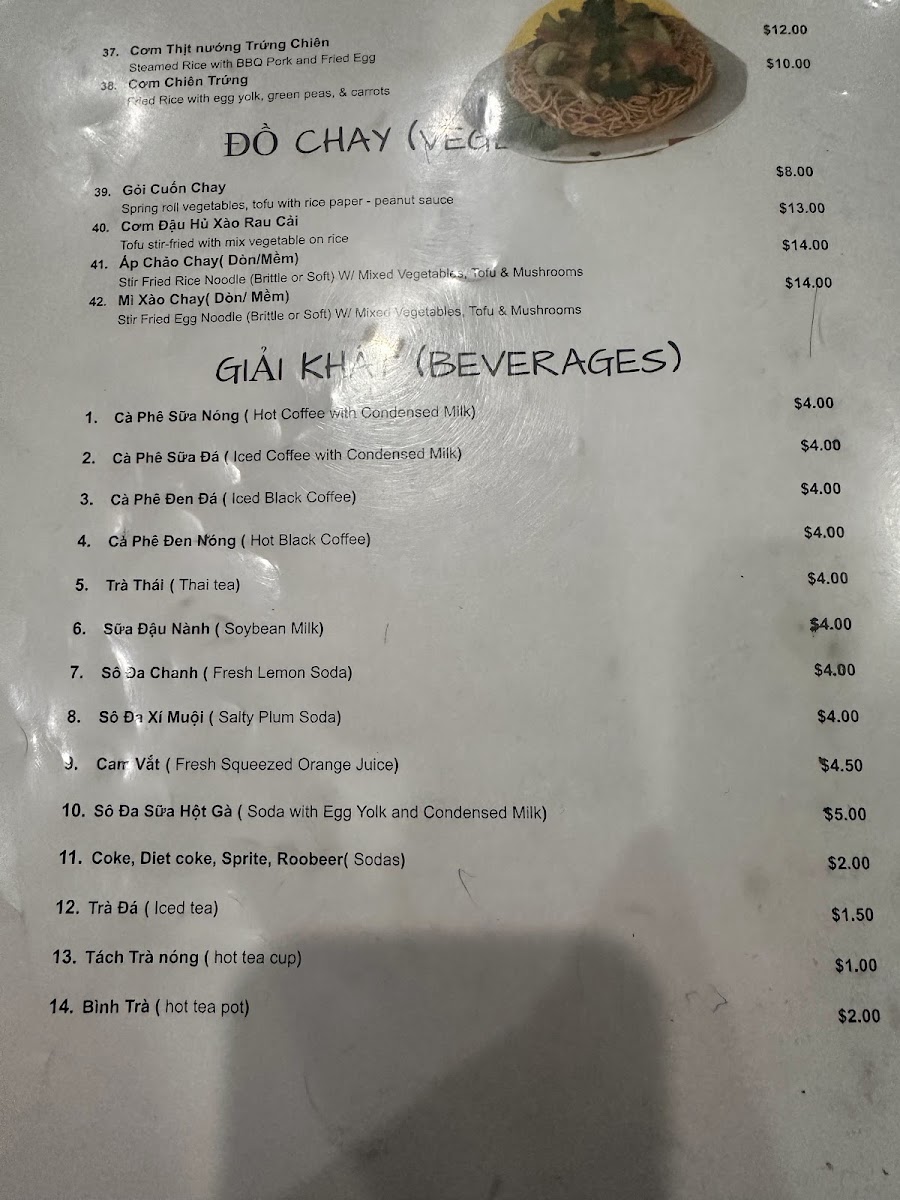 37. Cơm Thịt nướng Trứng Chiên $12.00
Steamed Rice with BBQ Pork and Fried Egg
38. Cơm Chiên Trứng $10.00
Fried Rice with egg yolk, green peas, & carrots
ĐỒ CHAY (VEGE
39. Gỏi Cuốn Chay $8.00
Spring roll vegetables, tofu with rice paper - peanut sauce
40. Cơm Đậu Hủ Xào Rau Cải $13.00
Tofu stir-fried with mix vegetable on rice
41. Áp Chảo Chay( Dòn/Mềm) $14.00
Stir Fried Rice Noodle (Brittle or Soft) W/ Mixed Vegetables, Tofu & Mushrooms
42. Mì Xào Chay( Dòn/ Mềm) $14.00
Stir Fried Egg Noodle (Brittle or Soft) W/ Mixed Vegetables, Tofu & Mushrooms
GIẢI KHÁT (BEVERAGES)
1. Cà Phê Sữa Nóng ( Hot Coffee with Condensed Milk) $4.00
2. Cà Phê Sữa Đá ( Iced Coffee with Condensed Milk) $4.00
3. Cà Phê Đen Đá ( Iced Black Coffee) $4.00
4. Cà Phê Đen Nóng ( Hot Black Coffee) $4.00
5. Trà Thái ( Thai tea) $4.00
6. Sữa Đậu Nành ( Soybean Milk) $4.00
7. Sô Đa Chanh ( Fresh Lemon Soda) $4.00
8. Sô Đa Xí Muội ( Salty Plum Soda) $4.00
9. Cam Vắt ( Fresh Squeezed Orange Juice) $4.50
10. Sô Đa Sữa Hột Gà ( Soda with Egg Yolk and Condensed Milk) $5.00
11. Coke, Diet coke, Sprite, Roobeer( Sodas) $2.00
12. Trà Đá ( Iced tea) $1.50
13. Tách Trà nóng ( hot tea cup) $1.00
14. Bình Trà ( hot tea pot) $2.00